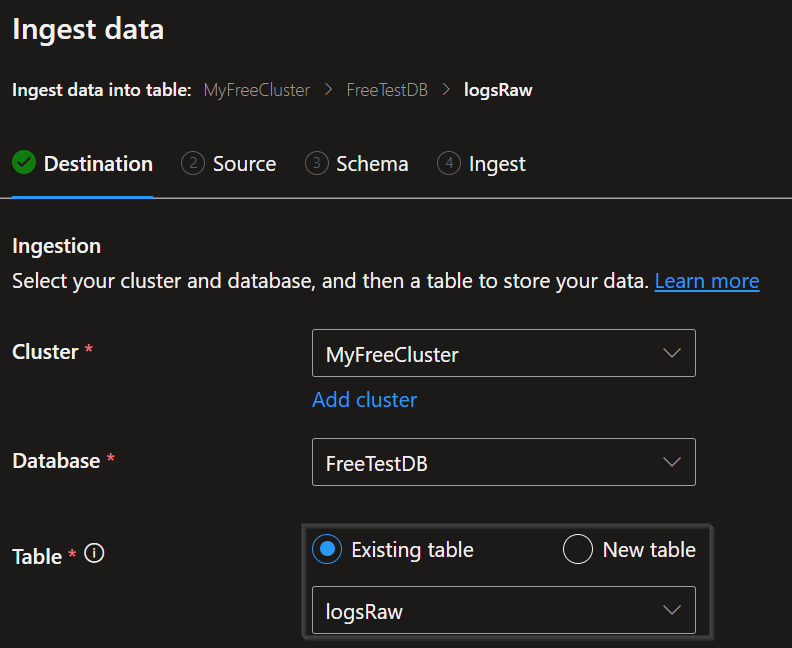 Ingest data
Ingest data into table: MyFreeCluster > FreeTestDB > logsRaw
Destination 2 Source 3 Schema 4 Ingest
Ingestion
Select your cluster and database, and then a table to store your data. Learn more
Cluster * MyFreeCluster
Add cluster
Database * FreeTestDB
Table * Existing table New table
logsRaw